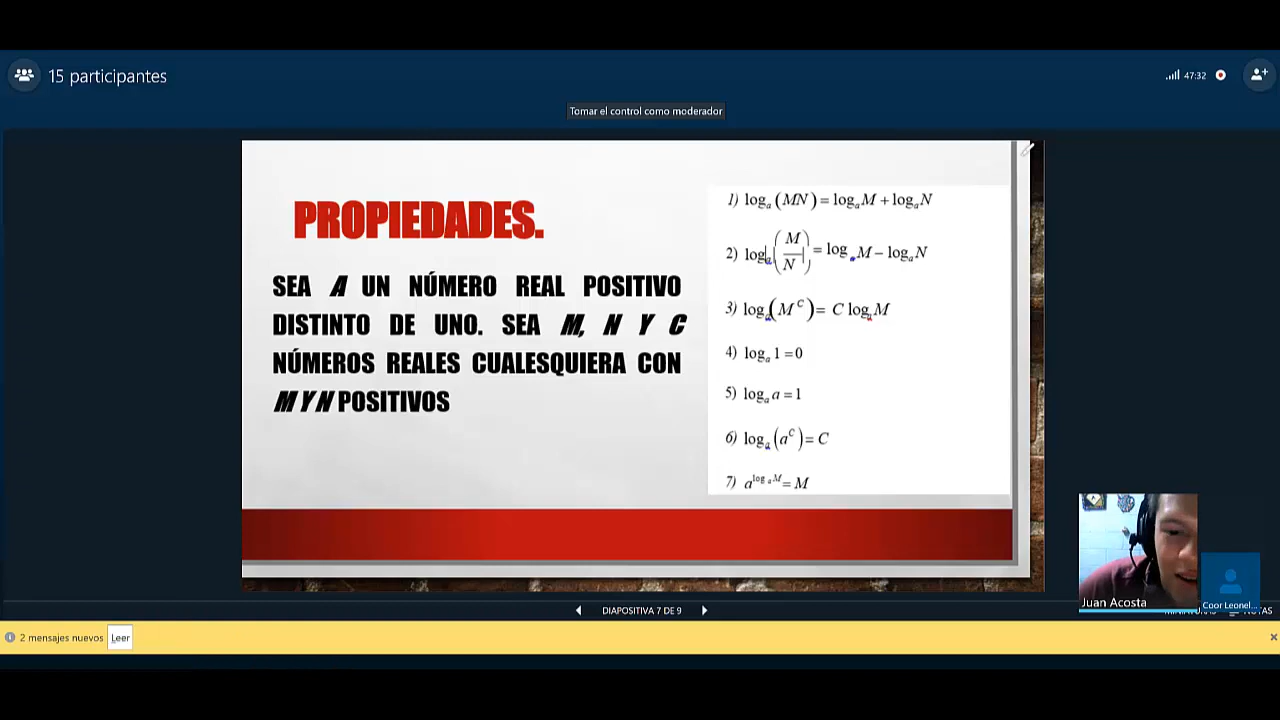 15 participantes
47:32
Tomar el control como moderador
PROPIEDADES.
SEA A UN NÚMERO REAL POSITIVO
DISTINTO DE UNO. SEA M, N Y C
NÚMEROS REALES CUALESQUIERA CON
M Y N POSITIVOS
1) logₐ(MN) = logₐM + logₐN
2) logₐ(M/N) = logₐM − logₐN
3) logₐ(Mᶜ) = C logₐM
4) logₐ1 = 0
5) logₐa = 1
6) logₐ(aᶜ) = C
7) a^(logₐM) = M
Juan Acosta
Coor Leonel...
DIAPOSITIVA 7 DE 9
NOTAS
2 mensajes nuevos
Leer